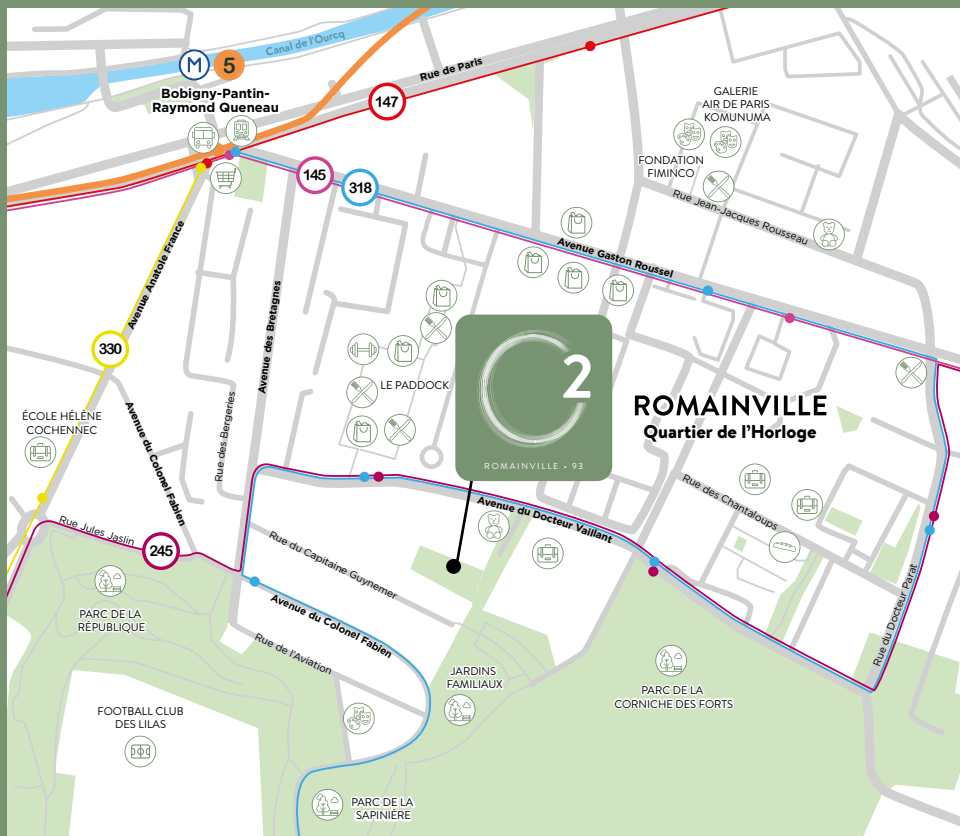 Canal de l'Ourcq
M 5
Bobigny-Pantin-
Raymond Queneau
Rue de Paris
147
GALERIE
AIR DE PARIS
KOMUNUMA
FONDATION
FIMINCO
145
318
Rue Jean-Jacques Rousseau
Avenue Gaston Roussel
Avenue Anatole France
Avenue des Bretagnes
330
LE PADDOCK
2
ROMAINVILLE • 93
ROMAINVILLE
Quartier de l'Horloge
ÉCOLE HÉLÈNE
COCHENNEC
Avenue du Colonel Fabien
Rue des Bergeries
Rue des Chantaloups
Avenue du Docteur Vaillant
Rue Jules Jaslin
245
Rue du Capitaine Guynemer
PARC DE LA
RÉPUBLIQUE
Avenue du Colonel Fabien
Rue de l'Aviation
Rue du Docteur Parat
JARDINS
FAMILIAUX
PARC DE LA
CORNICHE DES FORTS
FOOTBALL CLUB
DES LILAS
PARC DE LA
SAPINIÈRE